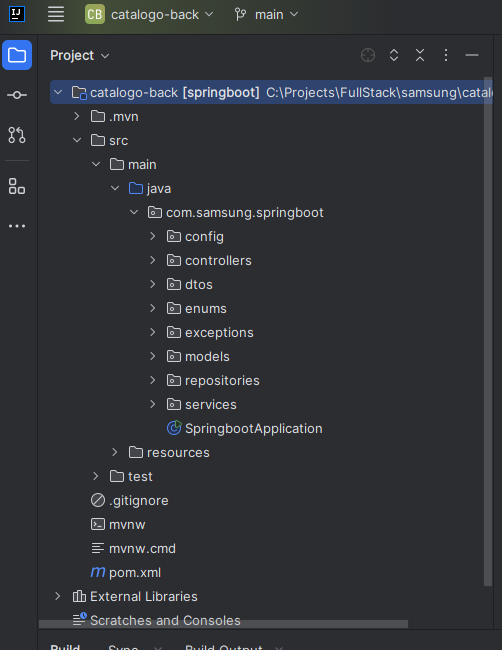 IJ CB catalogo-back main
Project
catalogo-back [springboot] C:\Projects\FullStack\samsung\catal
.mvn
src
main
java
com.samsung.springboot
config
controllers
dtos
enums
exceptions
models
repositories
services
SpringbootApplication
resources
test
.gitignore
mvnw
mvnw.cmd
m pom.xml
External Libraries
Scratches and Consoles
Build Sync Build Output